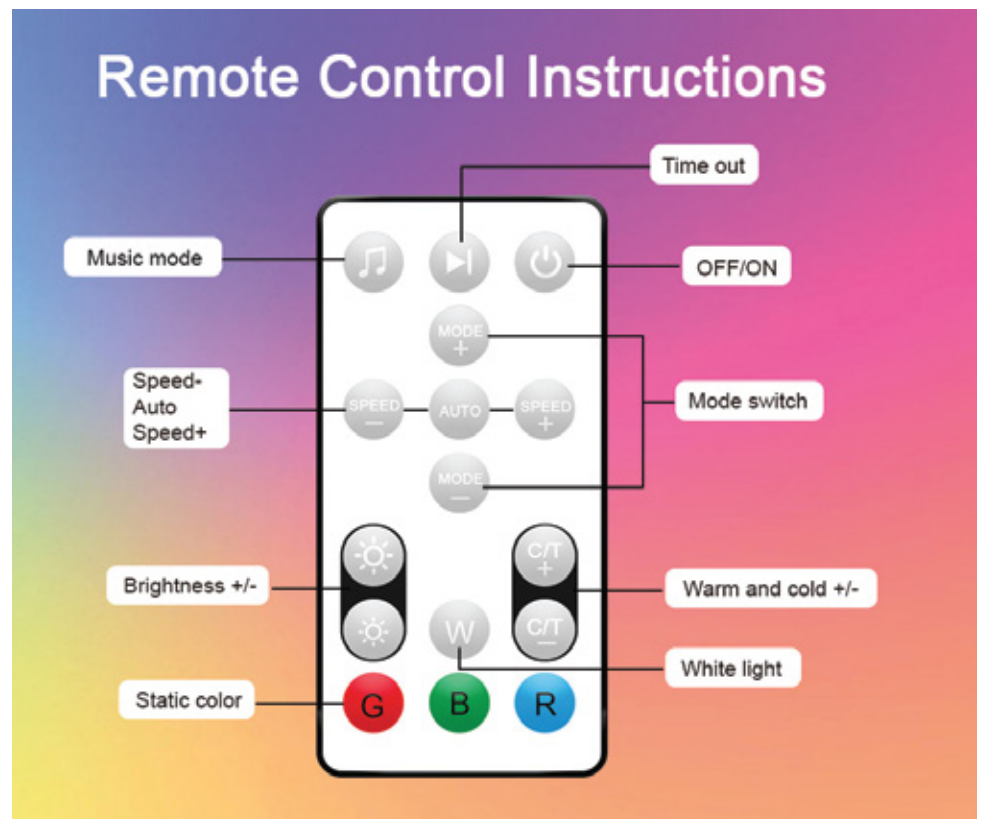 Remote Control Instructions
Time out
Music mode
OFF/ON
MODE
+
Speed-
Auto
Speed+
SPEED
–
AUTO
SPEED
+
Mode switch
MODE
–
C/T
+
Brightness +/-
Warm and cold +/-
W
C/T
–
White light
Static color
G
B
R